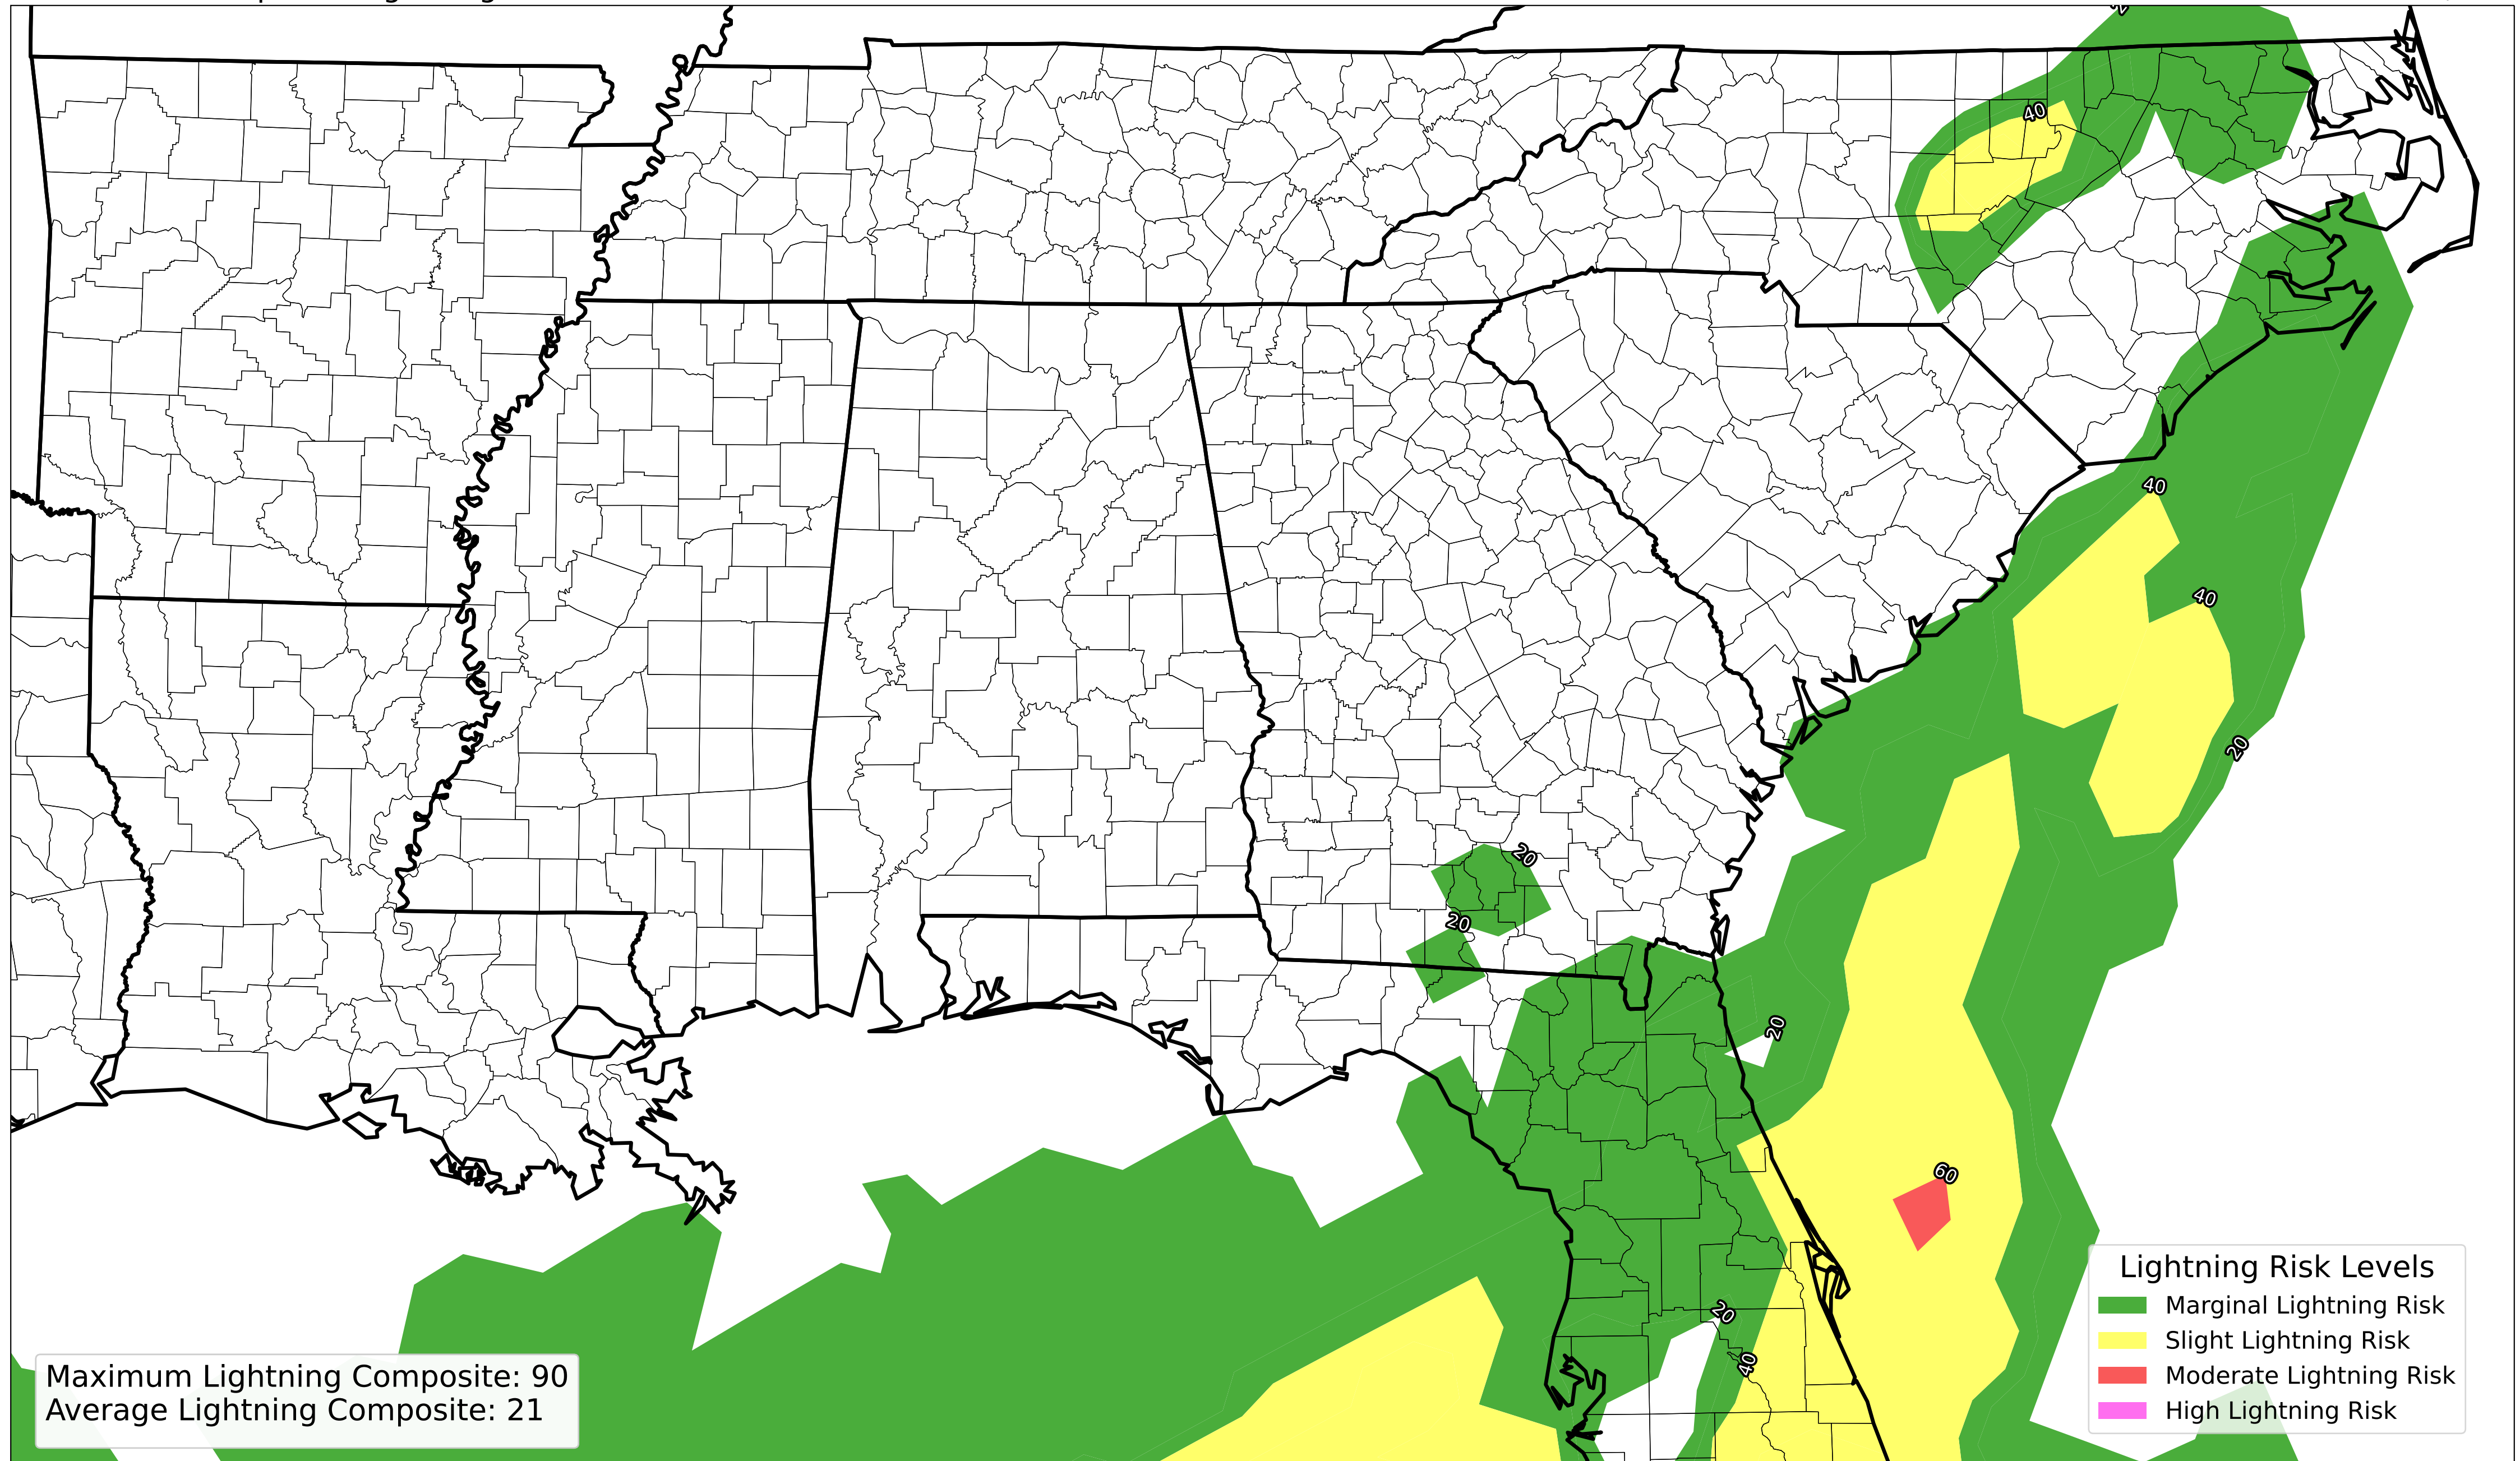 40
40
40
20
20
20
20
60
20
40
Lightning Risk Levels
Marginal Lightning Risk
Slight Lightning Risk
Moderate Lightning Risk
High Lightning Risk
Maximum Lightning Composite: 90
Average Lightning Composite: 21